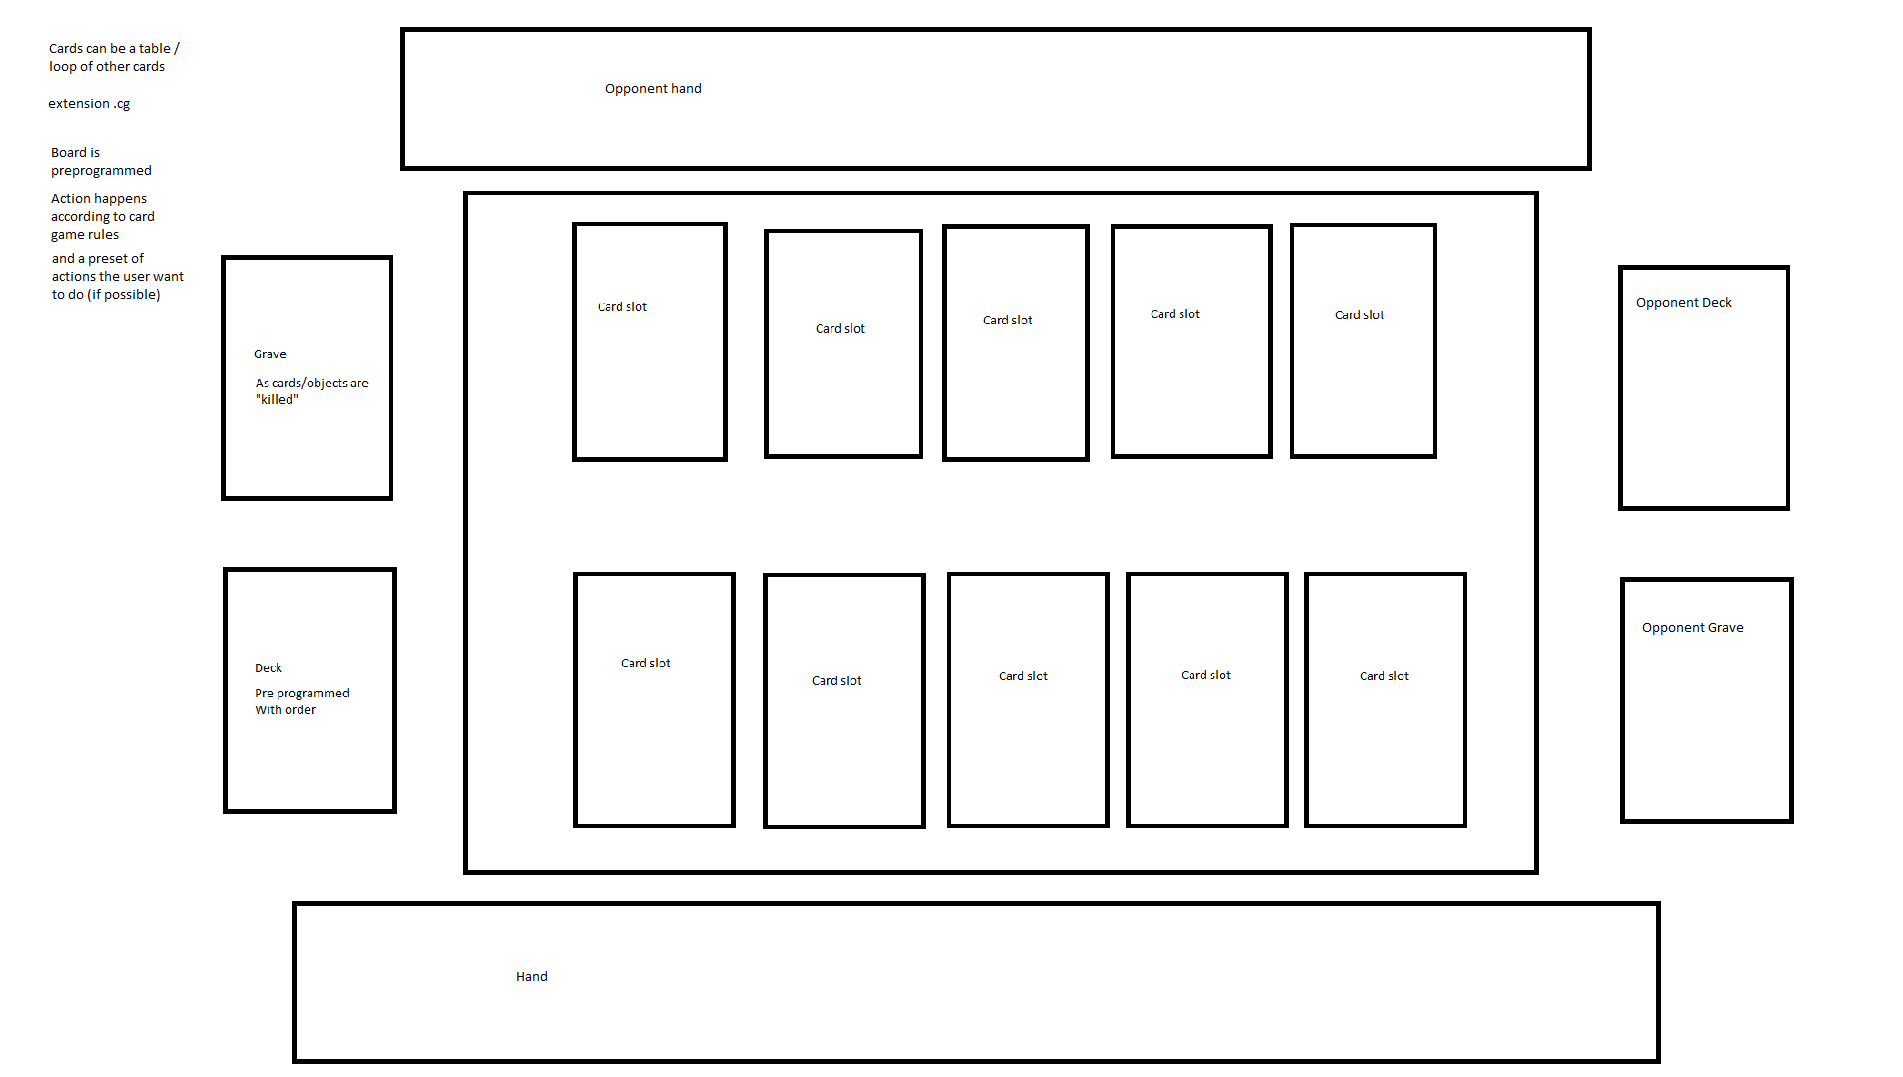 Cards can be a table /
loop of other cards
extension .cg
Board is
preprogrammed
Action happens
according to card
game rules
and a preset of
actions the user want
to do (if possible)
Opponent hand
Card slot
Card slot
Card slot
Card slot
Card slot
Grave
As cards/objects are
"killed"
Opponent Deck
Deck
Pre programmed
With order
Card slot
Card slot
Card slot
Card slot
Card slot
Opponent Grave
Hand